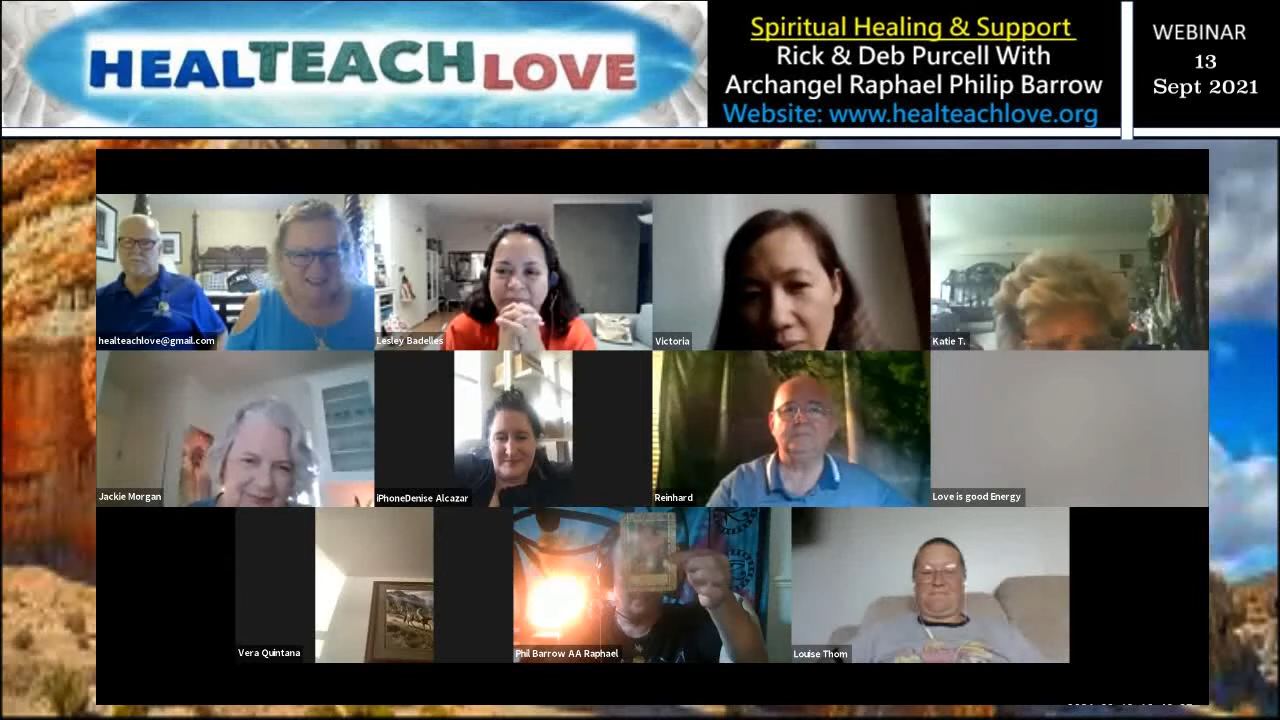 HEALTEACHLOVE
Spiritual Healing & Support
Rick & Deb Purcell With
Archangel Raphael Philip Barrow
Website: www.healteachlove.org
WEBINAR
13
Sept 2021
healteachlove@gmail.com
Lesley Badelles
Victoria
Katie T.
Jackie Morgan
iPhoneDenise Alcazar
Reinhard
Love is good Energy
Vera Quintana
Phil Barrow AA Raphael
Louise Thom